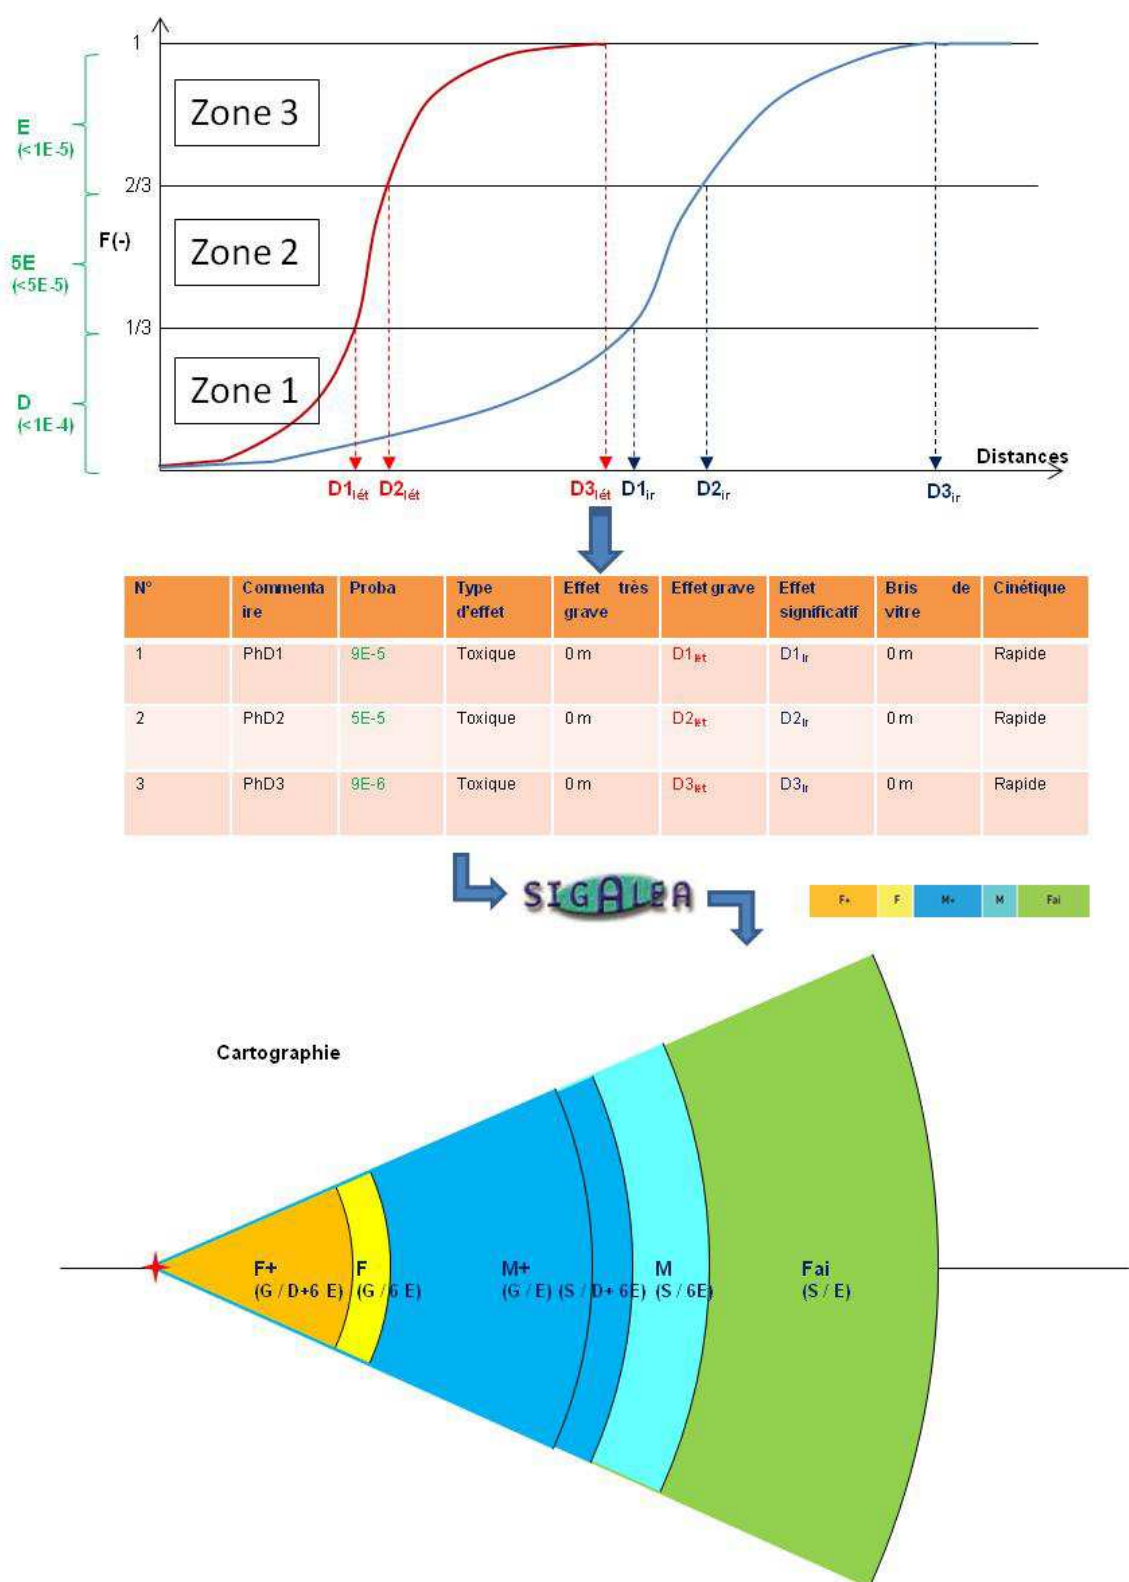 1
Zone 3
E
(<1E-5)
2/3
F(-)
Zone 2
5E
(<5E-5)
1/3
Zone 1
D
(<1E-4)
Distances
D1lét D2lét D3lét D1ir D2ir D3ir
N° Commenta Proba Type Effet très Effet grave Effet Bris de Cinétique
ire d'effet grave significatif vitre
1 PhD1 9E-5 Toxique 0 m D1lét D1ir 0 m Rapide
2 PhD2 5E-5 Toxique 0 m D2lét D2ir 0 m Rapide
3 PhD3 9E-6 Toxique 0 m D3lét D3ir 0 m Rapide
SIGALEA
F+ F M+ M Fai
Cartographie
F+ F M+ M Fai
(G / D+6 E) (G / 6 E) (G / E) (S / D+ 6E) (S / 6E) (S / E)